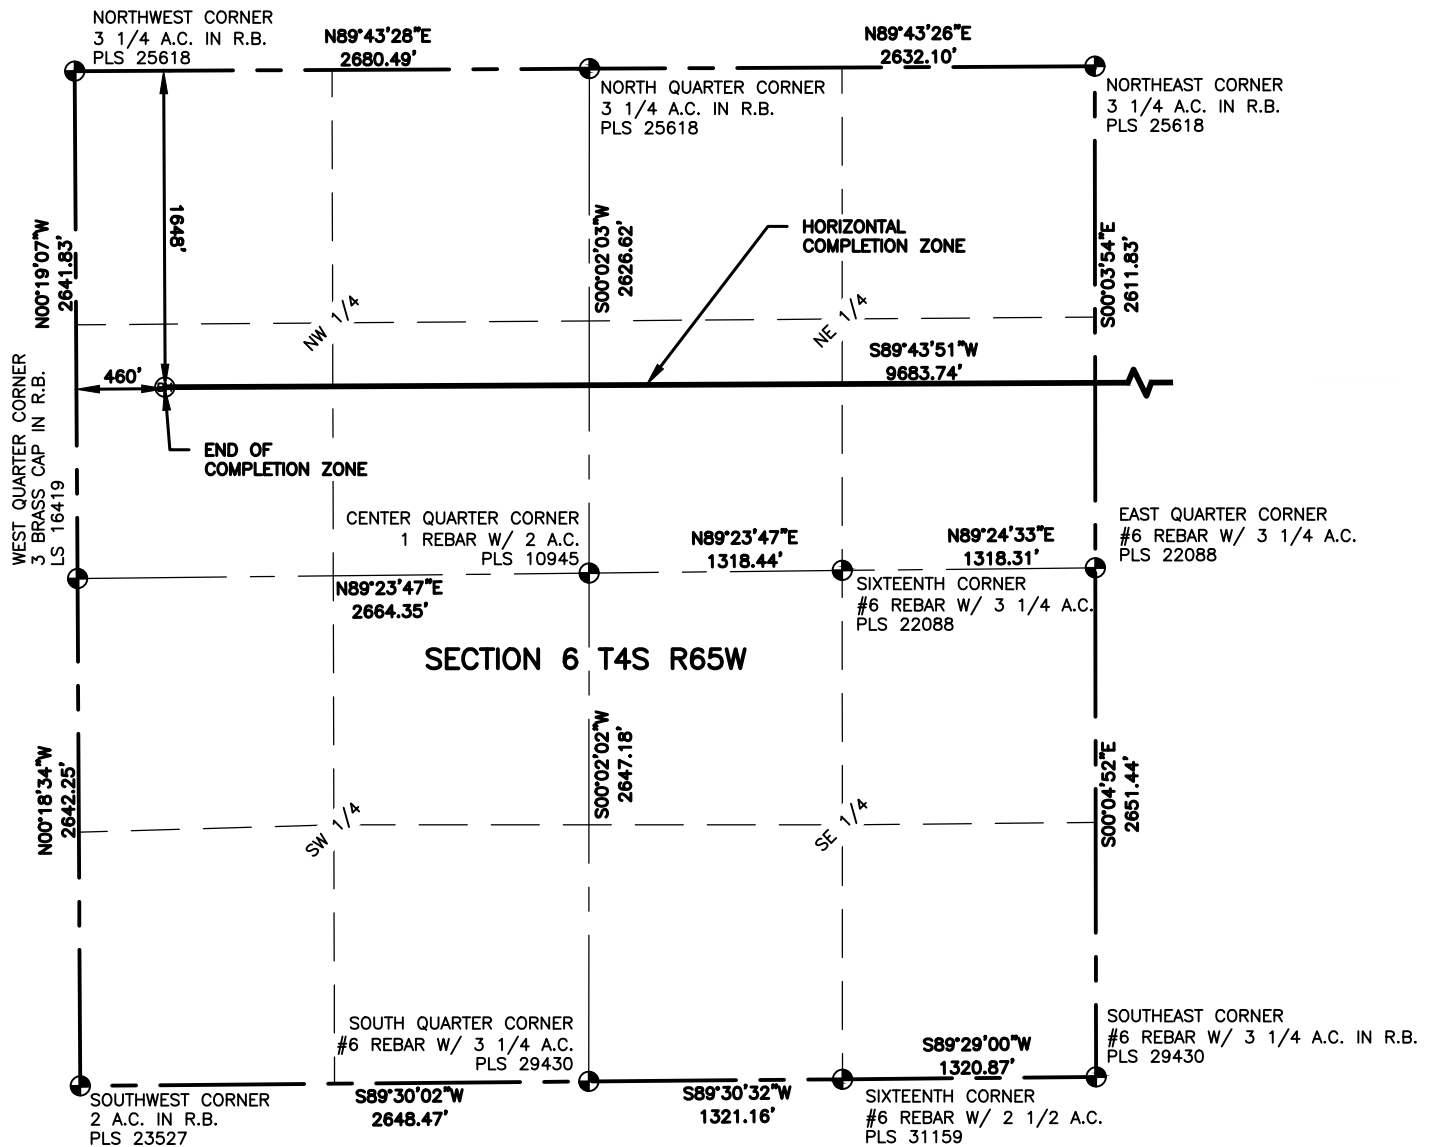 NORTHWEST CORNER
3 1/4 A.C. IN R.B.
PLS 25618
N89°43'28"E
2680.49'
N89°43'26"E
2632.10'
NORTH QUARTER CORNER
3 1/4 A.C. IN R.B.
PLS 25618
NORTHEAST CORNER
3 1/4 A.C. IN R.B.
PLS 25618
N00°19'07"W
2641.83'
1648'
S00°02'03"W
2626.62'
HORIZONTAL
COMPLETION ZONE
S00°03'54"E
2611.83'
NW 1/4
NE 1/4
S89°43'51"W
9683.74'
460'
END OF
COMPLETION ZONE
WEST QUARTER CORNER
3 BRASS CAP IN R.B.
LS 16419
CENTER QUARTER CORNER
1 REBAR W/ 2 A.C.
PLS 10945
N89°23'47"E
1318.44'
N89°24'33"E
1318.31'
EAST QUARTER CORNER
#6 REBAR W/ 3 1/4 A.C.
PLS 22088
N89°23'47"E
2664.35'
SIXTEENTH CORNER
#6 REBAR W/ 3 1/4 A.C.
PLS 22088
SECTION 6 T4S R65W
N00°18'34"W
2642.25'
S00°02'02"W
2647.18'
S00°04'52"E
2651.44'
SW 1/4
SE 1/4
SOUTH QUARTER CORNER
#6 REBAR W/ 3 1/4 A.C.
PLS 29430
S89°29'00"W
1320.87'
SOUTHEAST CORNER
#6 REBAR W/ 3 1/4 A.C. IN R.B.
PLS 29430
SOUTHWEST CORNER
2 A.C. IN R.B.
PLS 23527
S89°30'02"W
2648.47'
S89°30'32"W
1321.16'
SIXTEENTH CORNER
#6 REBAR W/ 2 1/2 A.C.
PLS 31159